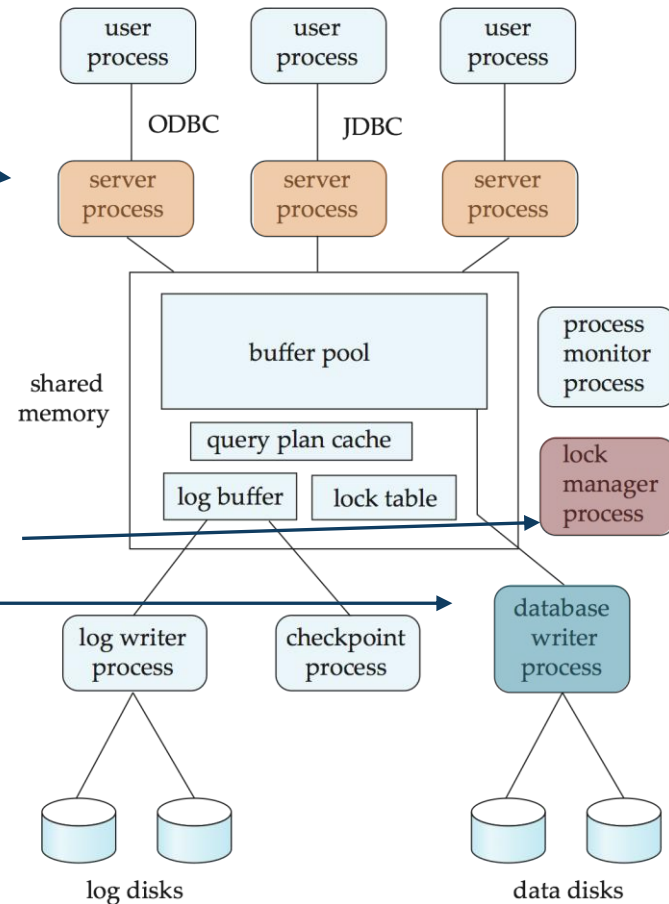 user
process
user
process
user
process
ODBC
JDBC
server
process
server
process
server
process
shared
memory
buffer pool
query plan cache
log buffer
lock table
process
monitor
process
lock
manager
process
log writer
process
checkpoint
process
database
writer
process
log disks
data disks